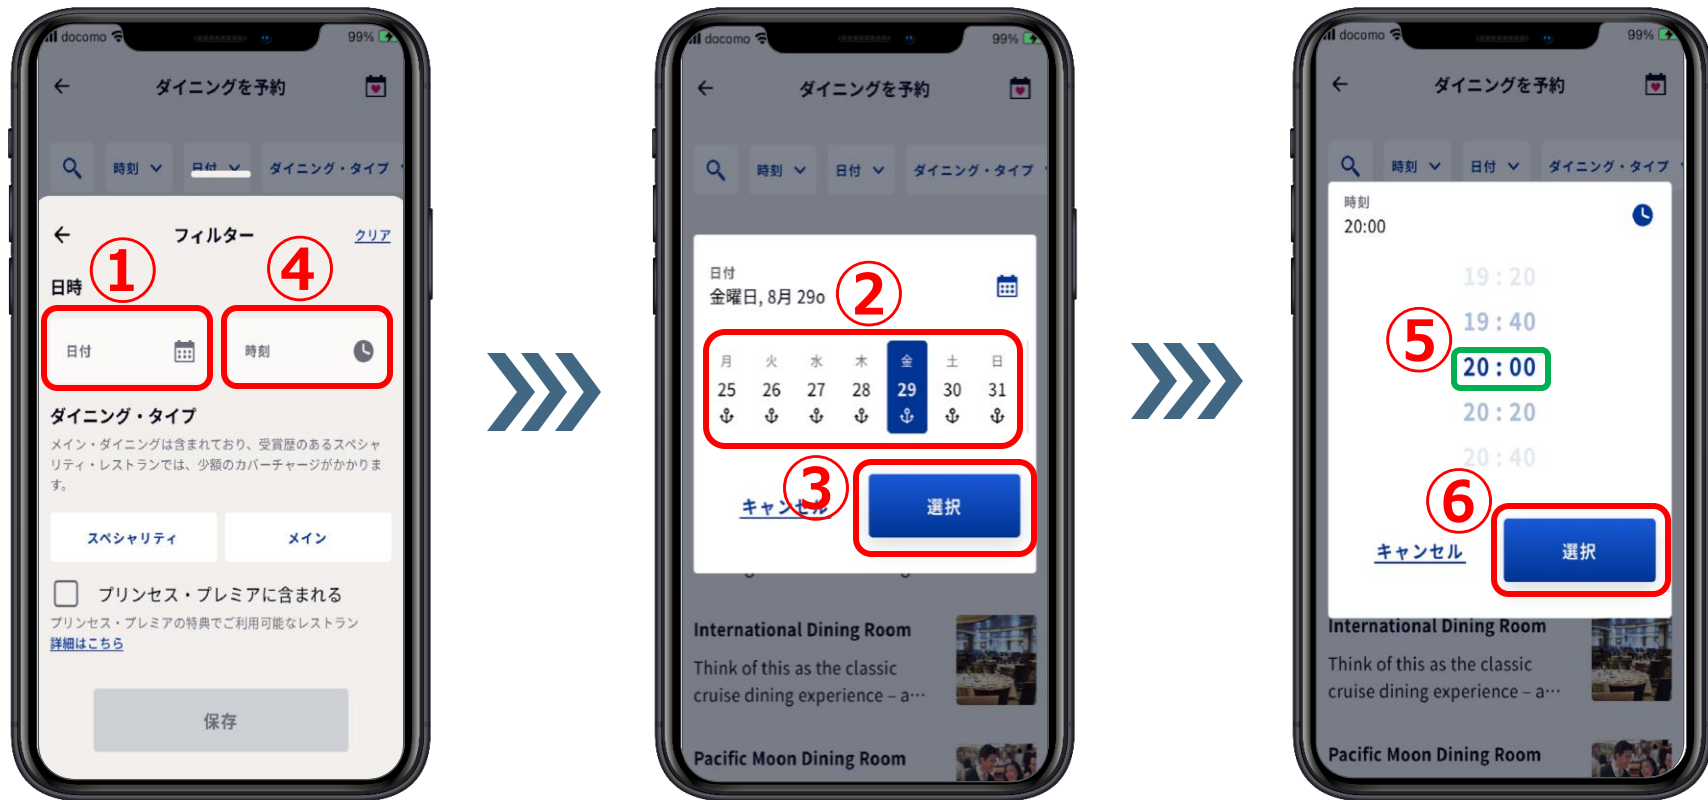 docomo
99%
ダイニングを予約
時刻
日付
ダイニング・タイプ
フィルター
クリア
①
④
日時
日付
時刻
ダイニング・タイプ
メイン・ダイニングは含まれており、受賞歴のあるスペシャ
リティ・レストランでは、少額のカバーチャージがかかりま
す。
スペシャリティ
メイン
プリンセス・プレミアに含まれる
プリンセス・プレミアの特典でご利用可能なレストラン
詳細はこちら
保存
docomo
99%
ダイニングを予約
時刻
日付
ダイニング・タイプ
日付
金曜日, 8月 29o
②
月 火 水 木 金 土 日
25 26 27 28 29 30 31
③
キャンセル
選択
International Dining Room
Think of this as the classic
cruise dining experience – a…
Pacific Moon Dining Room
docomo
99%
ダイニングを予約
時刻
日付
ダイニング・タイプ
時刻
20:00
19:20
19:40
⑤
20:00
20:20
20:40
⑥
キャンセル
選択
International Dining Room
Think of this as the classic
cruise dining experience – a…
Pacific Moon Dining Room